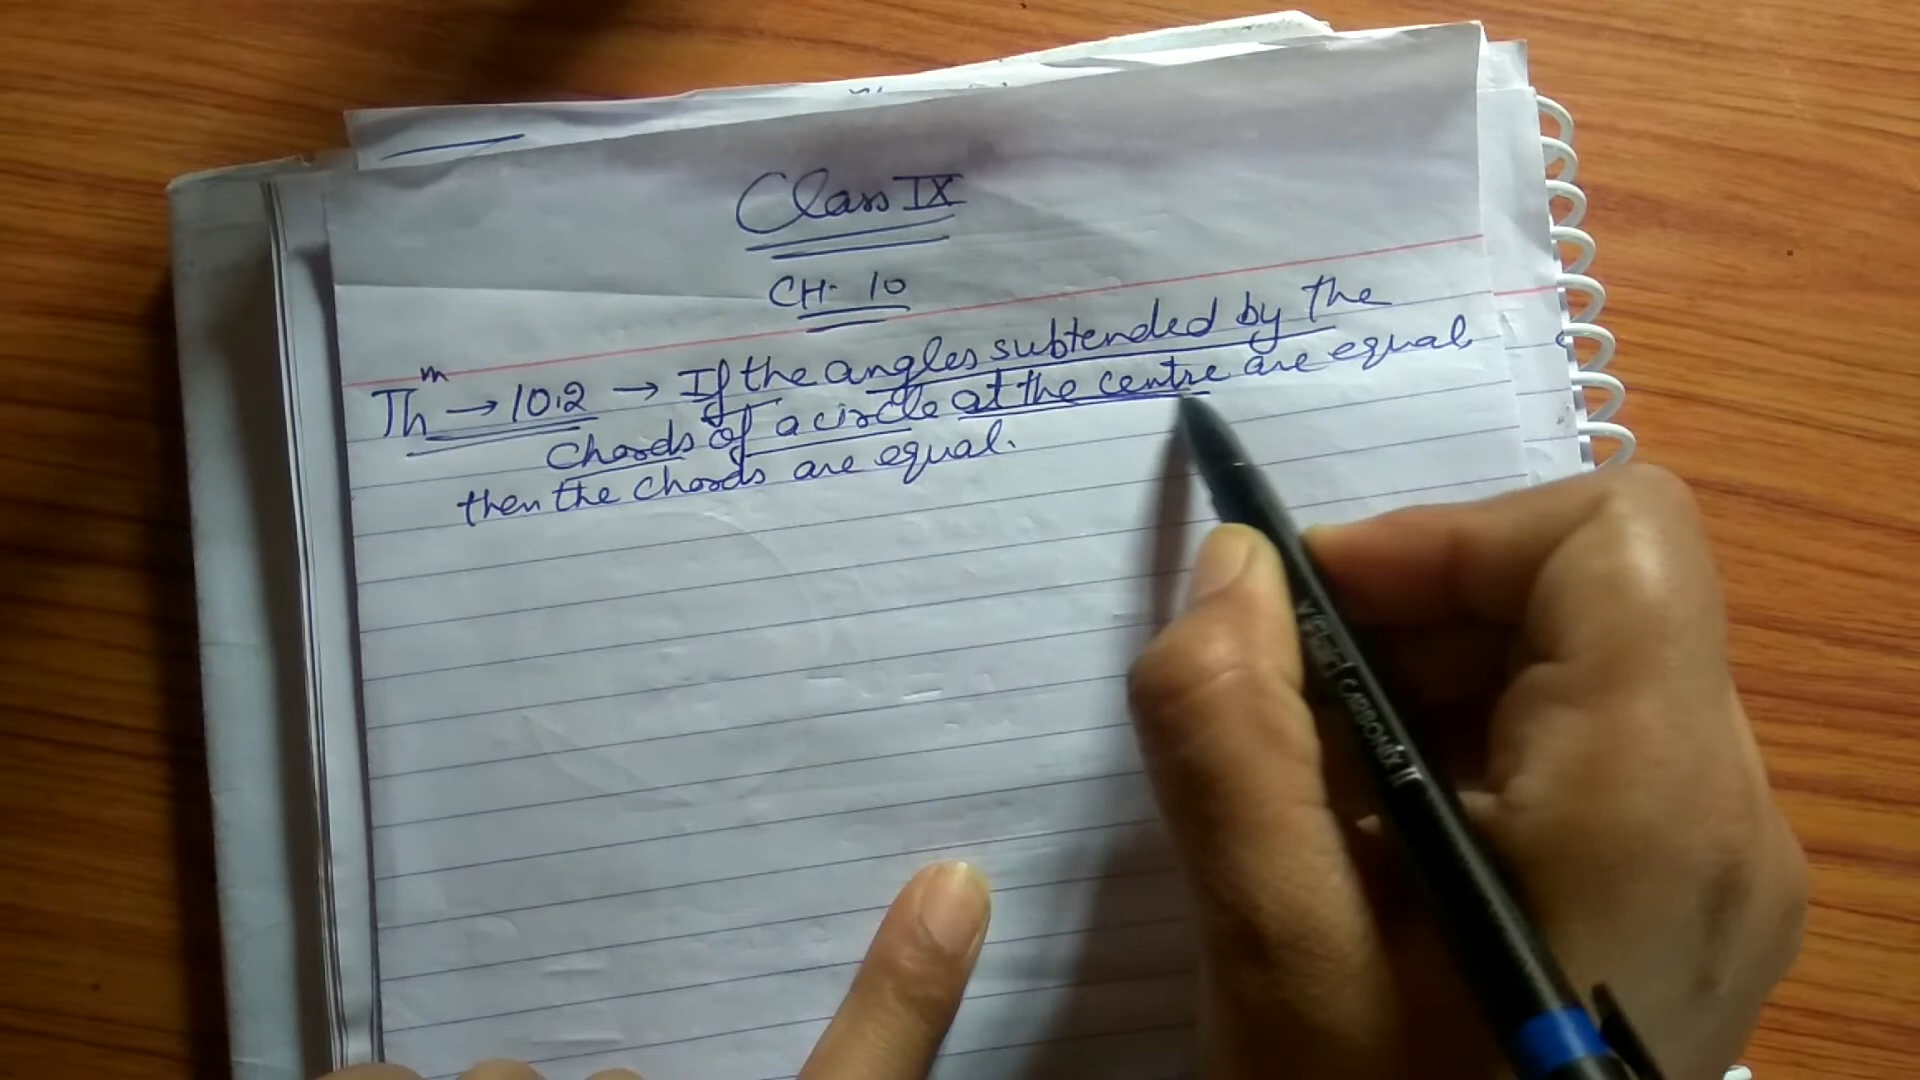 Class IX
CH- 10
Thm → 10.2 → If the angles subtended by the
chords of a circle at the centre are equal
then the chords are equal.
CARBONIX